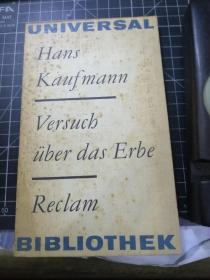 UNIVERSAL
Hans
Kaufmann
Versuch
über das Erbe
Reclam
BIBLIOTHEK